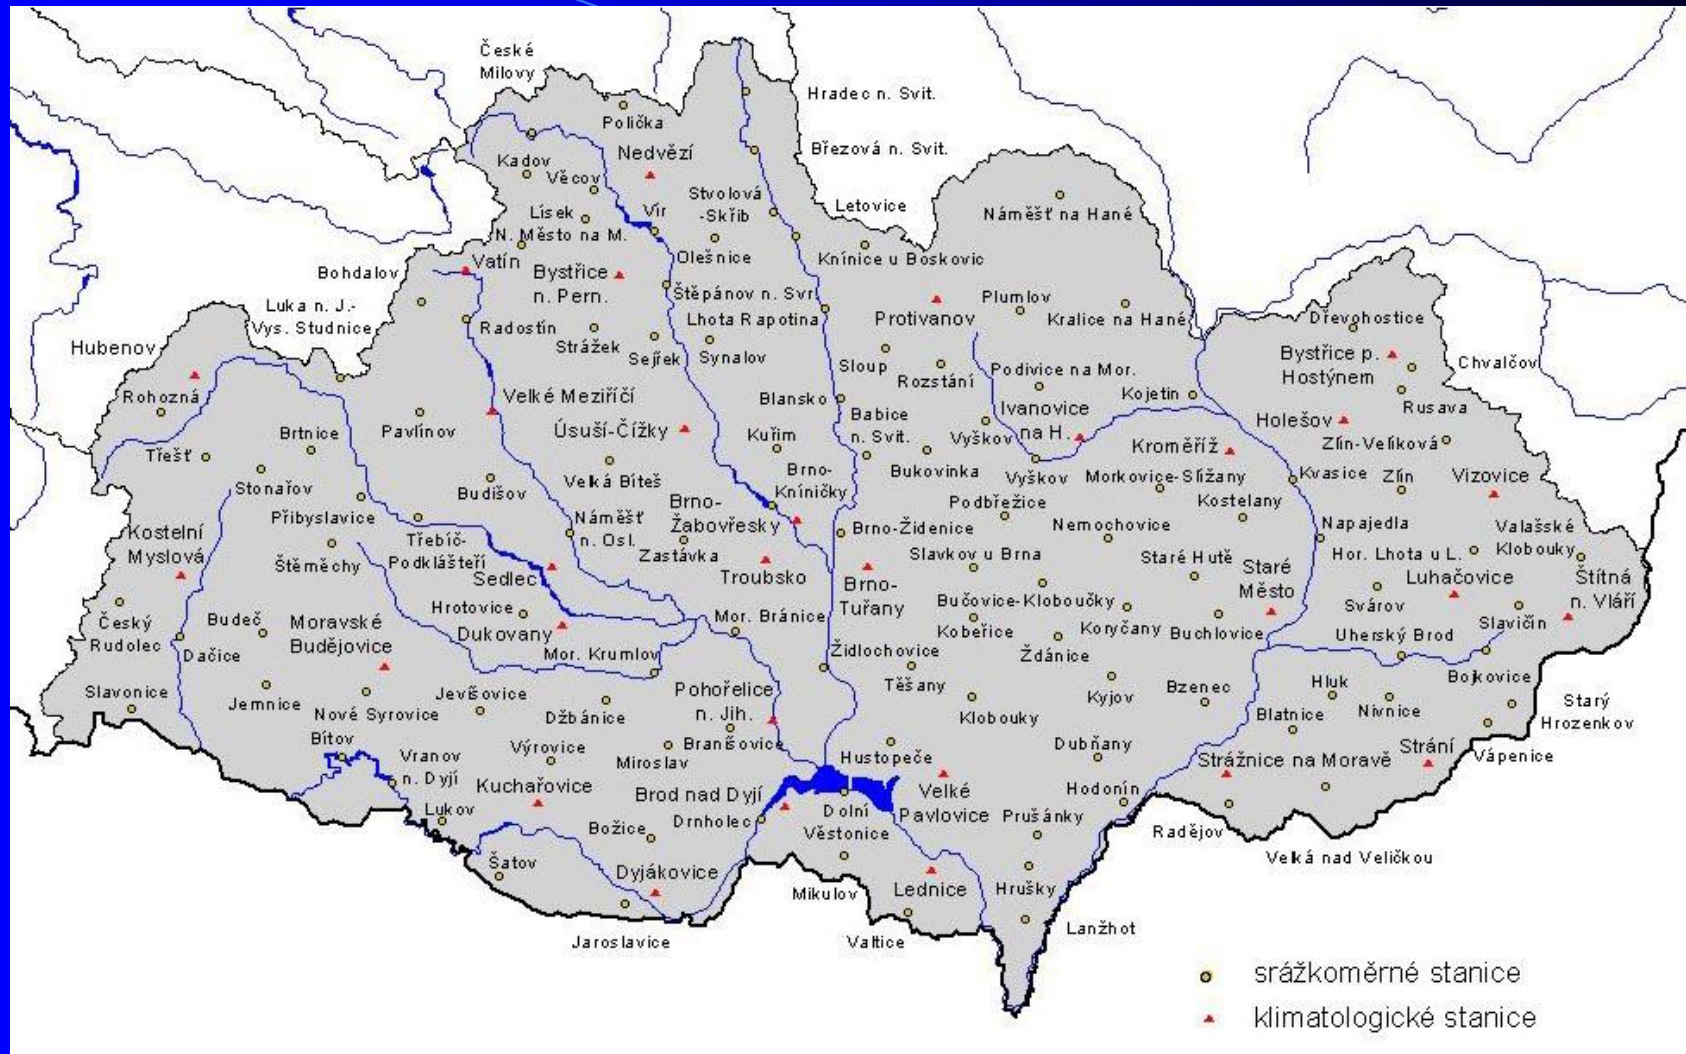 České
Milovy
Hradec n. Svit.
Polička
Březová n. Svit.
Nedvězí
Kadov
Věcov
Stvolová
-Skřib
Letovice
Náměšť na Hané
Lísek
Vír
N. Město na M.
Olešnice
Knínice u Boskovic
Vatín
Bohdalov
Bystřice
n. Pern.
Štěpánov n. Svr.
Plumlov
Luka n. J.-
Vys. Studnice
Radostín
Lhota Rapotina
Protivanov
Kralice na Hané
Dřevohostice
Hubenov
Strážek
Sejřek
Synalov
Sloup
Rozstání
Podivice na Mor.
Bystřice p.
Hostýnem
Chvalčov
Rohozná
Velké Meziříčí
Blansko
Babice
n. Svit.
Ivanovice
na H.
Kojetín
Rusava
Brtnice
Pavlínov
Úsuší-Čížky
Kuřim
Vyškov
Holešov
Kroměříž
Zlín-Velíková
Třešť
Stonařov
Budišov
Velká Bíteš
Brno-
Kníničky
Bukovinka
Vyškov
Morkovice-Slížany
Kvasice
Zlín
Vizovice
Přibyslavice
Brno-
Žabovřesky
Podbřežice
Kostelany
Kostelní
Myslová
Náměšť
n. Osl.
Zastávka
Brno-Židenice
Nemochovice
Napajedla
Valašské
Klobouky
Štěměchy
Třebíč-
Podklášteří
Sedlec
Troubsko
Slavkov u Brna
Staré Hutě
Staré
Město
Hor. Lhota u L.
Luhačovice
Štítná
n. Vláří
Brno-
Tuřany
Český
Rudolec
Budeč
Moravské
Budějovice
Hrotovice
Dukovany
Mor. Bránice
Bučovice-Kloboučky
Kobeřice
Koryčany
Buchlovice
Svárov
Slavičín
Uherský Brod
Dačice
Mor. Krumlov
Židlochovice
Ždánice
Těšany
Slavonice
Jemnice
Nové Syrovice
Jevišovice
Džbánice
Pohořelice
n. Jih.
Klobouky
Kyjov
Bzenec
Hluk
Blatnice
Nivnice
Bojkovice
Starý
Hrozenkov
Bítov
Vranov
n. Dyjí
Výrovice
Miroslav
Branišovice
Hustopeče
Dubňany
Strážnice na Moravě
Strání
Vápenice
Kuchařovice
Brod nad Dyjí
Velké
Pavlovice
Hodonín
Lukov
Božice
Drnholec
Dolní
Věstonice
Prušánky
Radějov
Velká nad Veličkou
Šatov
Dyjákovice
Mikulov
Lednice
Hrušky
Jaroslavice
Valtice
Lanžhot
srážkoměrné stanice
klimatologické stanice